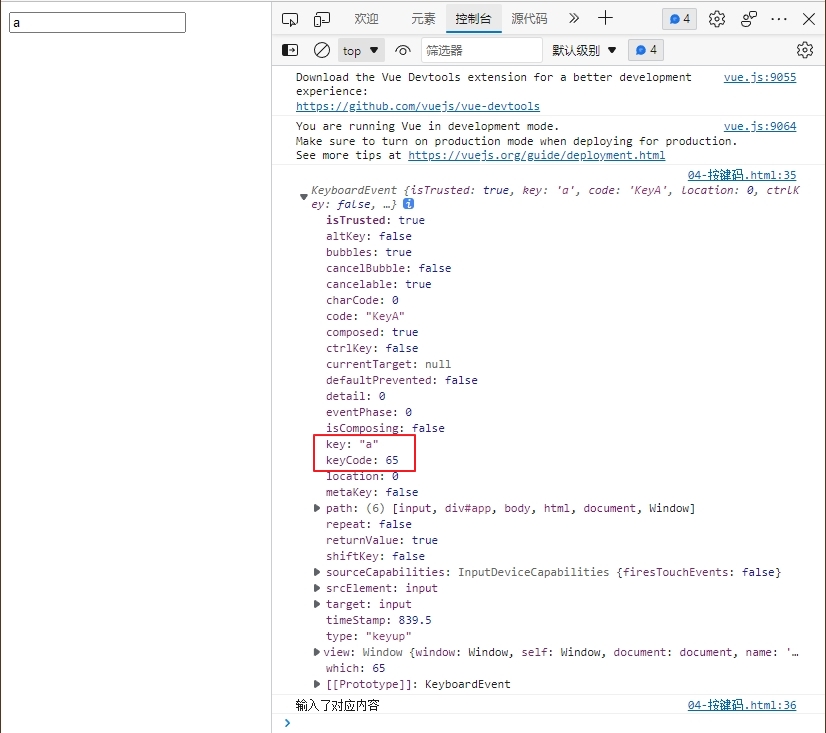 a
欢迎 元素 控制台 源代码 4
top 筛选器 默认级别 4
Download the Vue Devtools extension for a better development vue.js:9055
experience:
https://github.com/vuejs/vue-devtools
You are running Vue in development mode. vue.js:9064
Make sure to turn on production mode when deploying for production.
See more tips at https://vuejs.org/guide/deployment.html
04-按键码.html:35
KeyboardEvent {isTrusted: true, key: 'a', code: 'KeyA', location: 0, ctrlK
ey: false, …} i
isTrusted: true
altKey: false
bubbles: true
cancelBubble: false
cancelable: true
charCode: 0
code: "KeyA"
composed: true
ctrlKey: false
currentTarget: null
defaultPrevented: false
detail: 0
eventPhase: 0
isComposing: false
key: "a"
keyCode: 65
location: 0
metaKey: false
path: (6) [input, div#app, body, html, document, Window]
repeat: false
returnValue: true
shiftKey: false
sourceCapabilities: InputDeviceCapabilities {firesTouchEvents: false}
srcElement: input
target: input
timeStamp: 839.5
type: "keyup"
view: Window {window: Window, self: Window, document: document, name: '…
which: 65
[[Prototype]]: KeyboardEvent
输入了对应内容 04-按键码.html:36